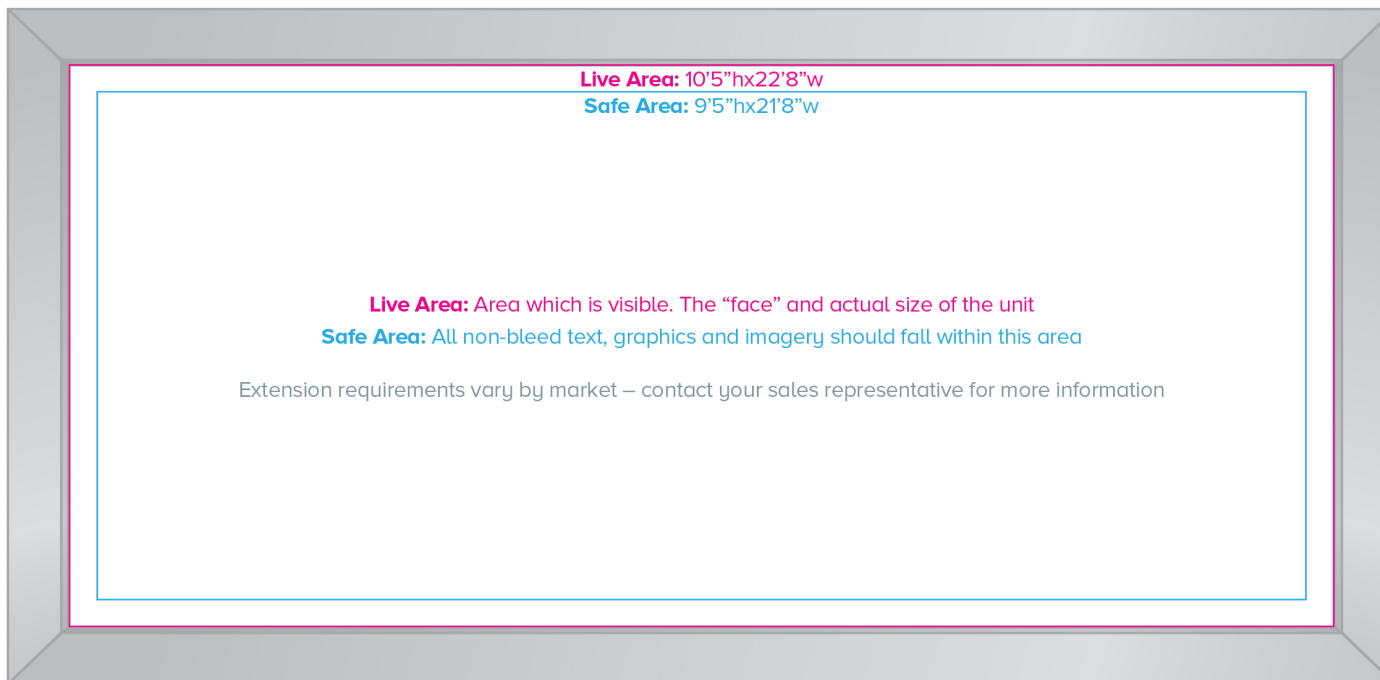 Live Area: 10’5”hx22’8”w
Safe Area: 9’5”hx21’8”w
Live Area: Area which is visible. The “face” and actual size of the unit
Safe Area: All non-bleed text, graphics and imagery should fall within this area
Extension requirements vary by market – contact your sales representative for more information